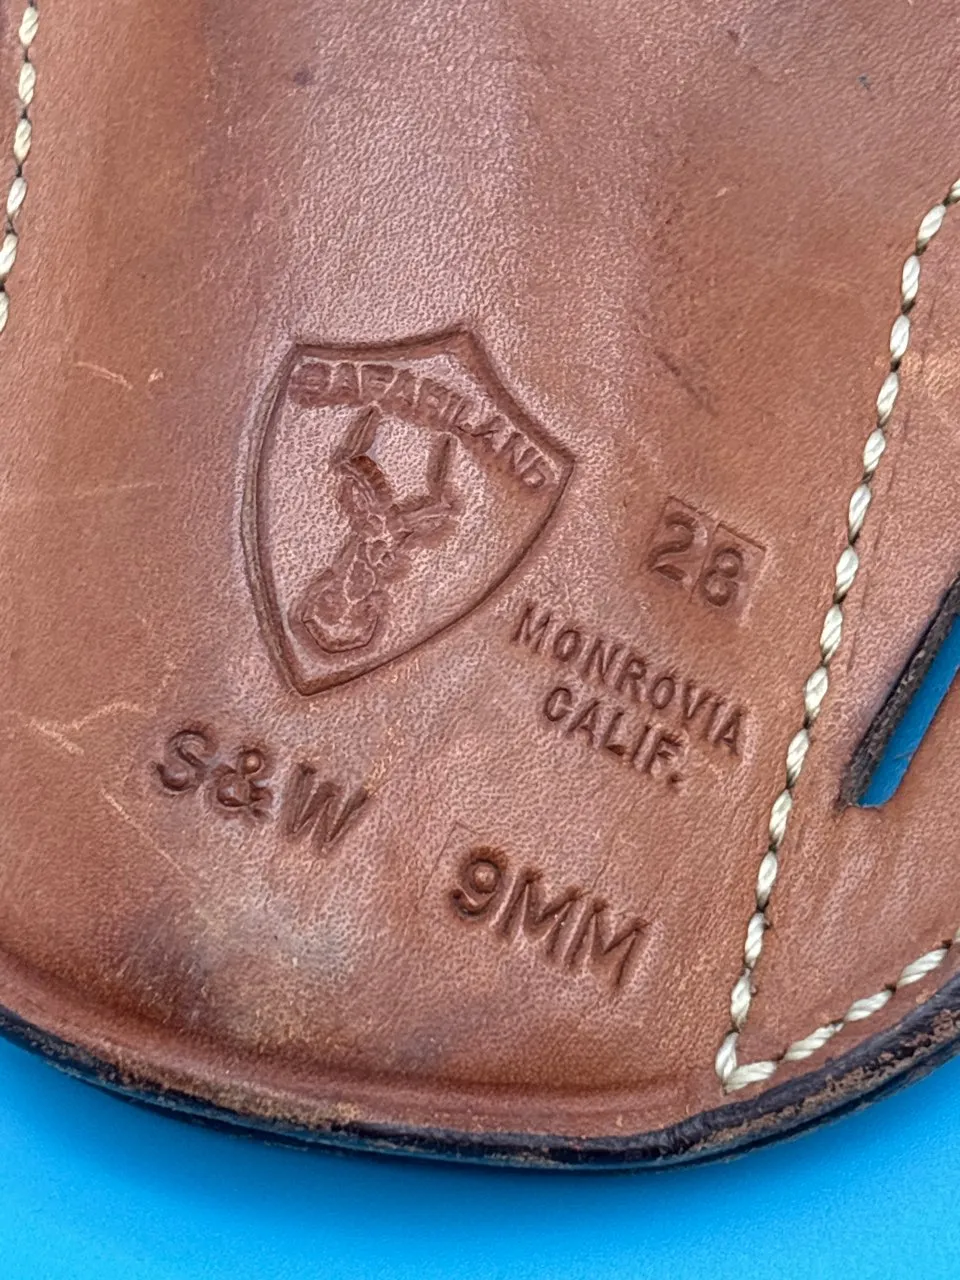 SAFARILAND
28
MONROVIA
CALIF.
S&W
9MM